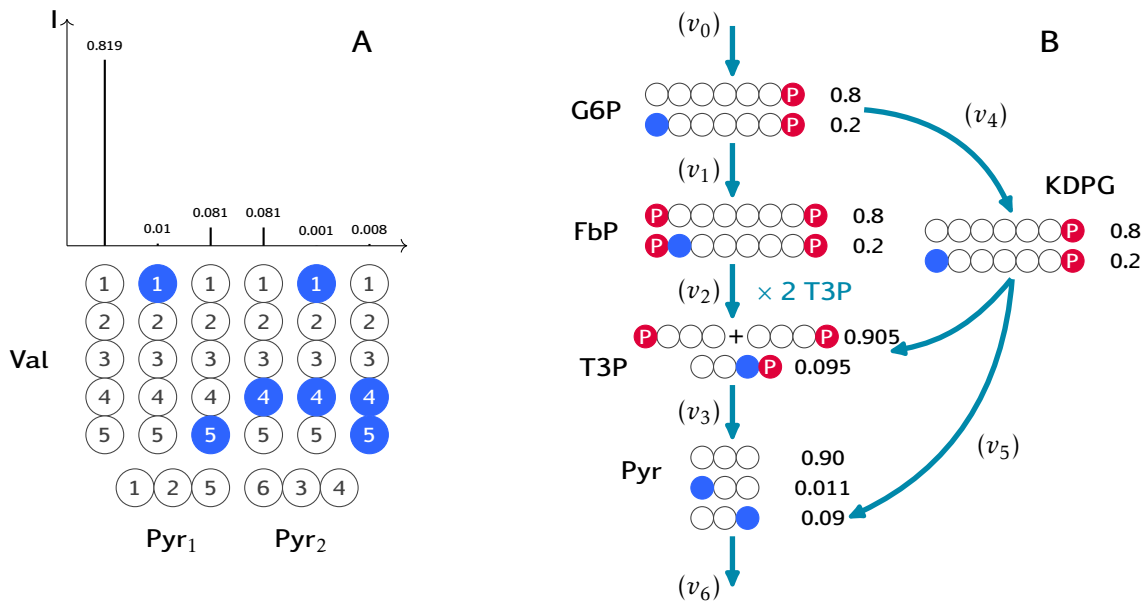 I
A
0.819
0.01
0.081
0.081
0.001
0.008
Val
1 1 1 1 1 1
2 2 2 2 2 2
3 3 3 3 3 3
4 4 4 4 4 4
5 5 5 5 5 5
1 2 5 6 3 4
Pyr1 Pyr2
B
(v0)
G6P
P 0.8
P 0.2
(v4)
(v1)
KDPG
P 0.8
P 0.2
FbP
P P 0.8
P P 0.2
(v2) × 2 T3P
P + P 0.905
T3P
P 0.095
(v3)
(v5)
Pyr
0.90
0.011
0.09
(v6)